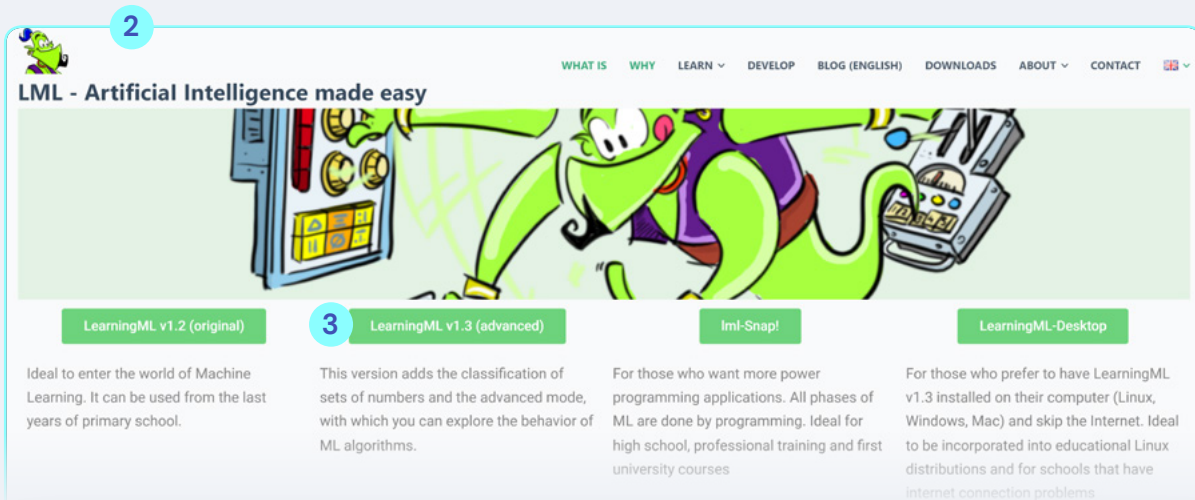 2
WHAT IS WHY LEARN DEVELOP BLOG (ENGLISH) DOWNLOADS ABOUT CONTACT
LML - Artificial Intelligence made easy
LearningML v1.2 (original)
Ideal to enter the world of Machine
Learning. It can be used from the last
years of primary school.
3
LearningML v1.3 (advanced)
This version adds the classification of
sets of numbers and the advanced mode,
with which you can explore the behavior of
ML algorithms.
lml-Snap!
For those who want more power
programming applications. All phases of
ML are done by programming. Ideal for
high school, professional training and first
university courses
LearningML-Desktop
For those who prefer to have LearningML
v1.3 installed on their computer (Linux,
Windows, Mac) and skip the Internet. Ideal
to be incorporated into educational Linux
distributions and for schools that have
internet connection problems